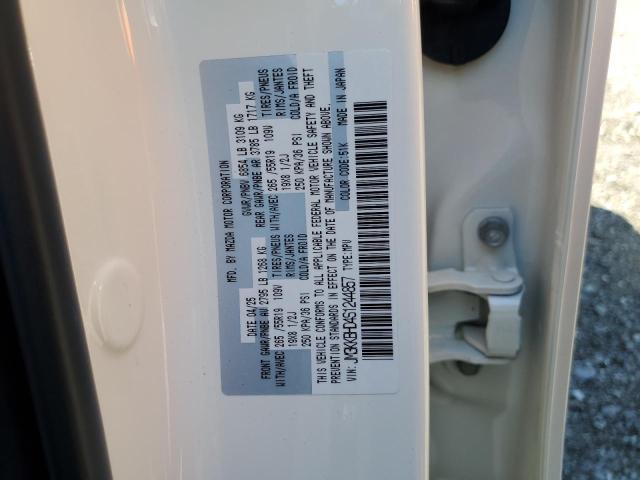 MFD. BY MAZDA MOTOR CORPORATION
DATE 04/25 GVWR/PNBV 6854 LB 3109 KG
FRONT GAWR/PNBE AV 2795 LB 1268 KG REAR GAWR/PNBE AR 3785 LB 1717 KG
WITH/AVEC 265 /55R19 109V TIRES/PNEUS WITH/AVEC 265 /55R19 109V TIRES/PNEUS
19X8 1/2J RIMS/JANTES 19X8 1/2J RIMS/JANTES
250 KPA/36 PSI COLD/A FROID 250 KPA/36 PSI COLD/A FROID
THIS VEHICLE CONFORMS TO ALL APPLICABLE FEDERAL MOTOR VEHICLE SAFETY AND THEFT
PREVENTION STANDARDS IN EFFECT ON THE DATE OF MANUFACTURE SHOWN ABOVE.
VIN: TYPE:MPV COLOR CODE:51K MADE IN JAPAN